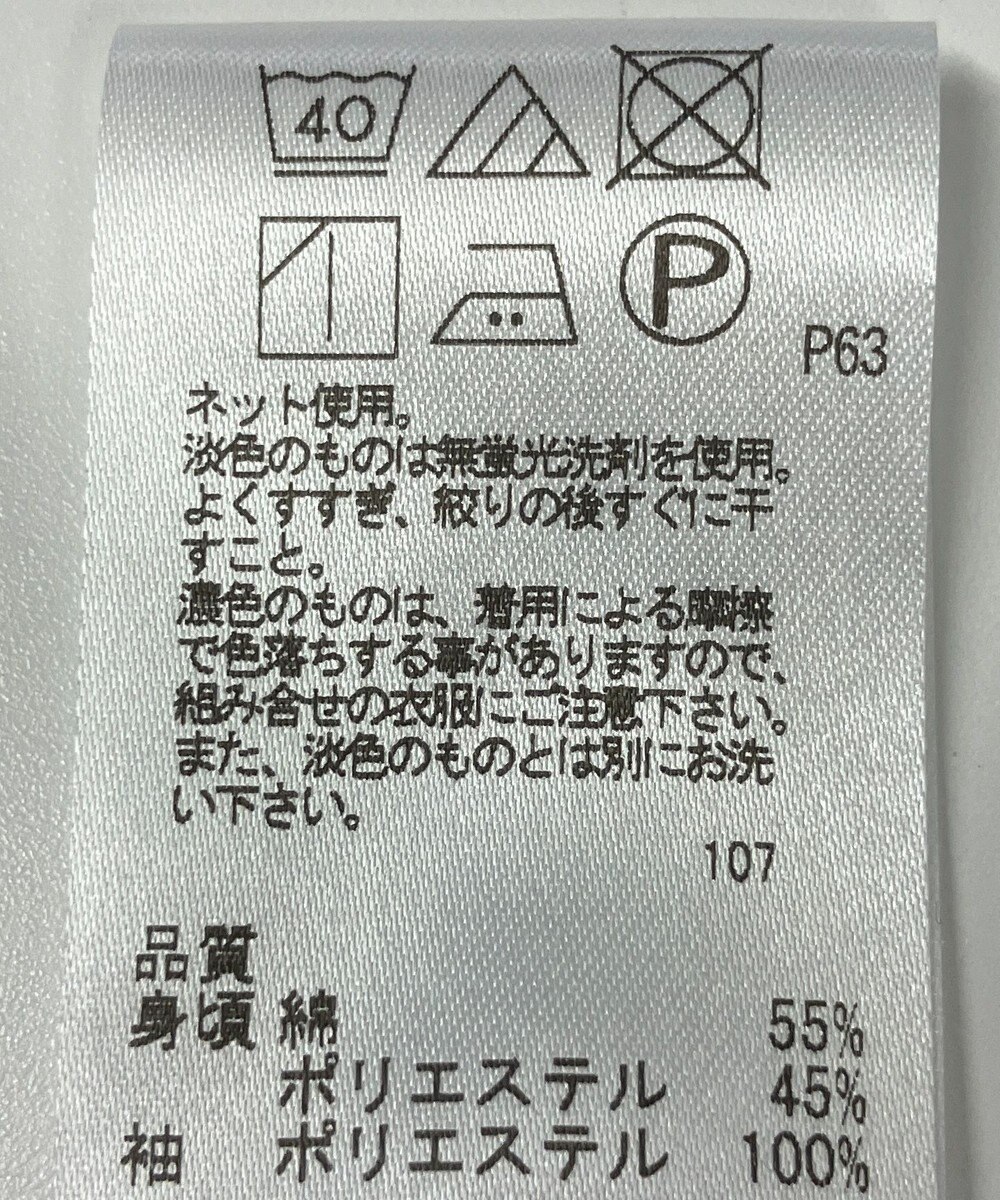 40
P
P63
ネット使用。
淡色のものは無蛍光洗剤を使用。
よくすすぎ、絞りの後すぐに干
すこと。
濃色のものは、着用による摩擦
で色落ちする事がありますので、
組み合せの衣服にご注意下さい。
また、淡色のものとは別にお洗
い下さい。
107
品質
身頃 綿 55%
ポリエステル 45%
袖 ポリエステル 100%